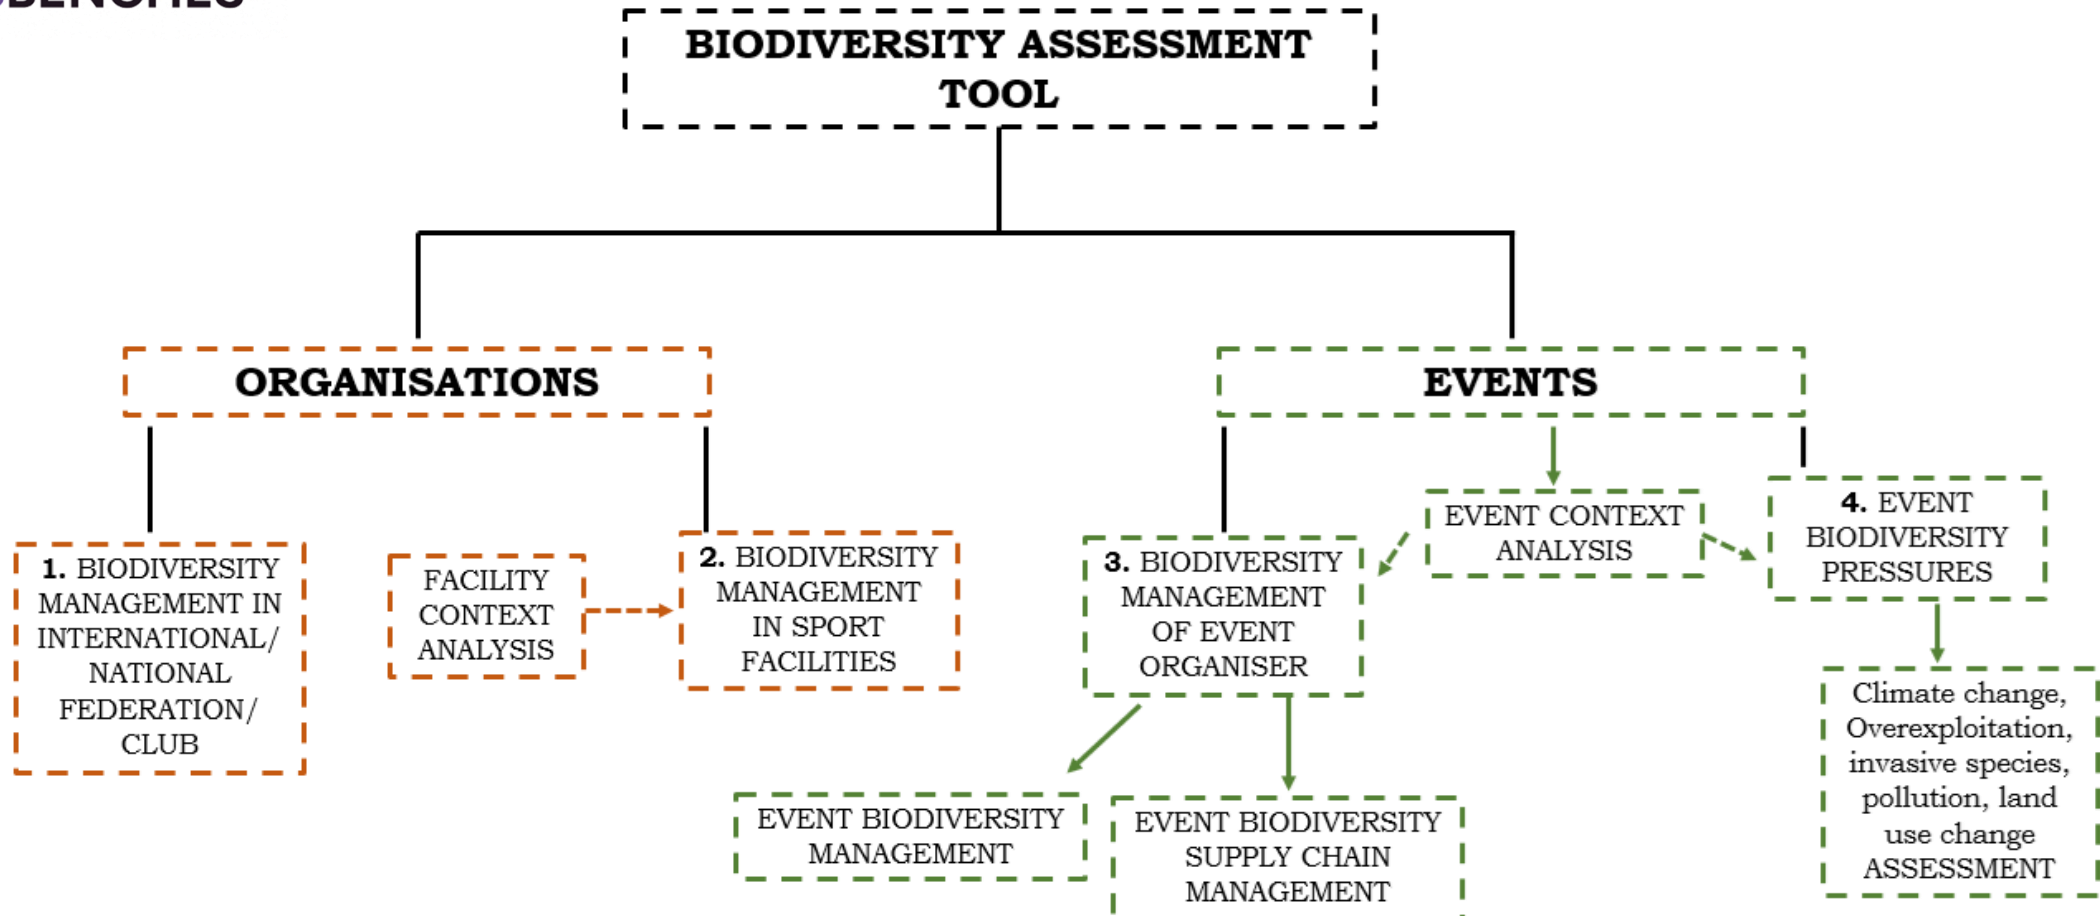 BENCHES
BIODIVERSITY ASSESSMENT
TOOL
ORGANISATIONS
EVENTS
1. BIODIVERSITY
MANAGEMENT IN
INTERNATIONAL/
NATIONAL
FEDERATION/
CLUB
FACILITY
CONTEXT
ANALYSIS
2. BIODIVERSITY
MANAGEMENT
IN SPORT
FACILITIES
3. BIODIVERSITY
MANAGEMENT
OF EVENT
ORGANISER
EVENT CONTEXT
ANALYSIS
4. EVENT
BIODIVERSITY
PRESSURES
EVENT BIODIVERSITY
MANAGEMENT
EVENT BIODIVERSITY
SUPPLY CHAIN
MANAGEMENT
Climate change,
Overexploitation,
invasive species,
pollution, land
use change
ASSESSMENT